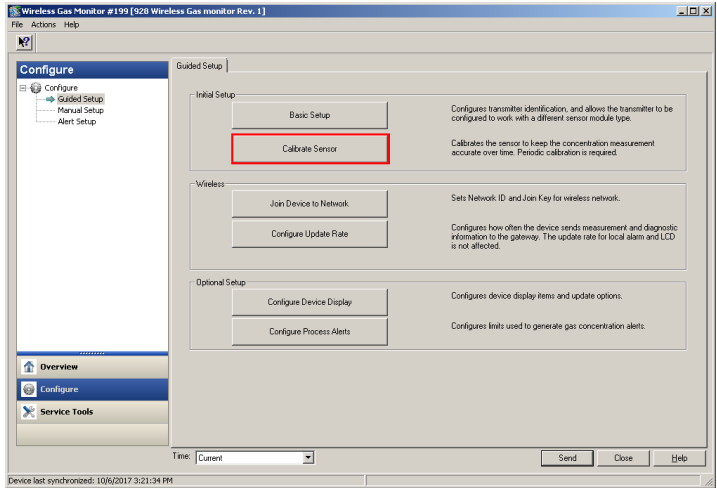 Wireless Gas Monitor #199 [928 Wireless Gas monitor Rev. 1]
File Actions Help
Configure
Configure
Guided Setup
Manual Setup
Alert Setup
Overview
Configure
Service Tools
Guided Setup
Initial Setup
Basic Setup
Configures transmitter identification, and allows the transmitter to be
configured to work with a different sensor module type.
Calibrate Sensor
Calibrates the sensor to keep the concentration measurement
accurate over time. Periodic calibration is required.
Wireless
Join Device to Network
Sets Network ID and Join Key for wireless network.
Configure Update Rate
Configures how often the device sends measurement and diagnostic
information to the gateway. The update rate for local alarm and LCD
is not affected.
Optional Setup
Configure Device Display
Configures device display items and update options.
Configure Process Alerts
Configures limits used to generate gas concentration alerts.
Time: Current
Send Close Help
Device last synchronized: 10/6/2017 3:21:34 PM